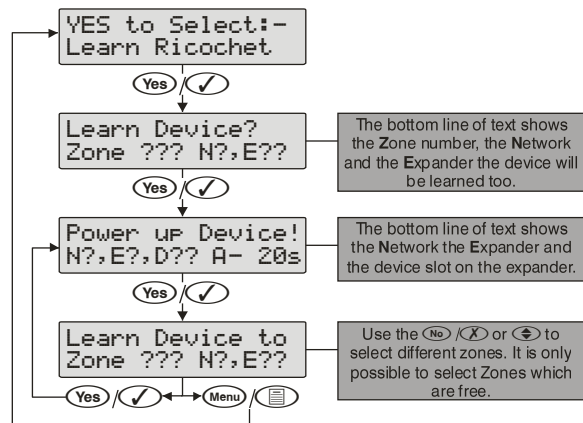 YES to Select:-
Learn Ricochet
Yes /
Learn Device?
Zone ??? N?,E??
The bottom line of text shows
the Zone number, the Network
and the Expander the device will
be learned too.
Yes /
Power up Device!
N?,E?,D?? A- 20s
The bottom line of text shows
the Network the Expander and
the device slot on the expander.
Yes /
Learn Device to
Zone ??? N?,E??
Use the No / or to
select different zones. It is only
possible to select Zones which
are free.
Yes / Menu /